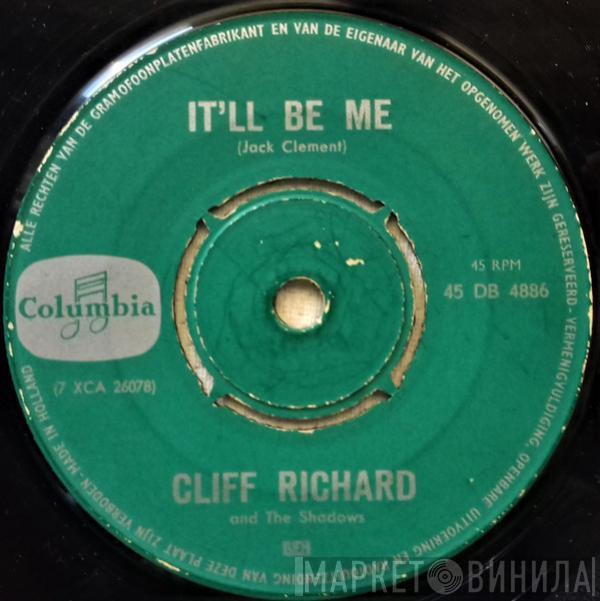 ALLE RECHTEN VAN DE GRAMOFOONPLATENFABRIKANT EN VAN DE EIGENAAR VAN HET OPGENOMEN WERK ZIJN GERESERVEERD - VERMENIGVULDIGING, OPENBARE UITVOERING EN VAN DEZE PLAAT ZIJN VERBODEN - MADE IN HOLLAND
IT'LL BE ME
(Jack Clement)
Columbia
(7 XCA 26078)
45 RPM
45 DB 4886
CLIFF RICHARD
and The Shadows
МАРКЕТ ВИНИЛА